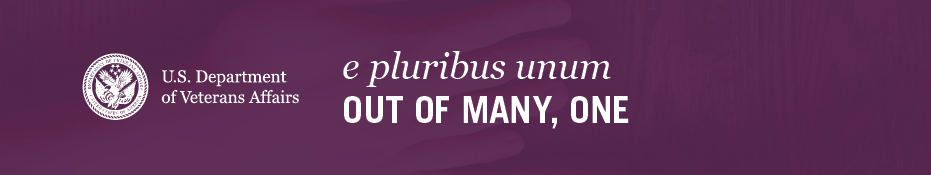 U.S. Department
of Veterans Affairs
e pluribus unum
OUT OF MANY, ONE